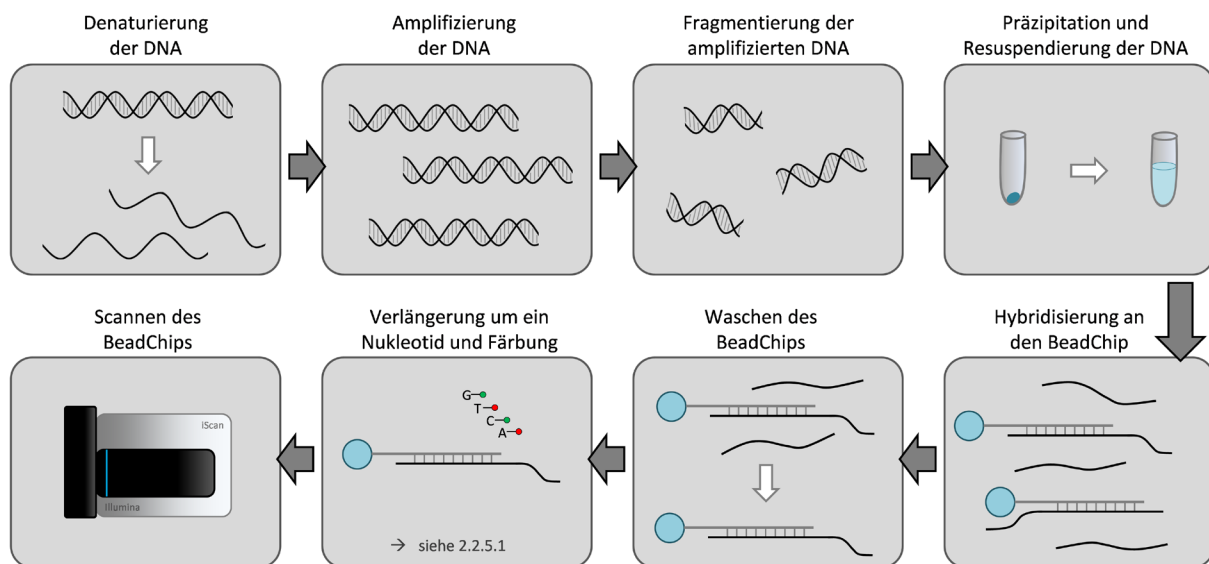 Denaturierung
der DNA
Amplifizierung
der DNA
Fragmentierung der
amplifizierten DNA
Präzipitation und
Resuspendierung der DNA
Scannen des
BeadChips
Verlängerung um ein
Nukleotid und Färbung
Waschen des
BeadChips
Hybridisierung an
den BeadChip
iScan
Illumina
G
T
C
A
→ siehe 2.2.5.1